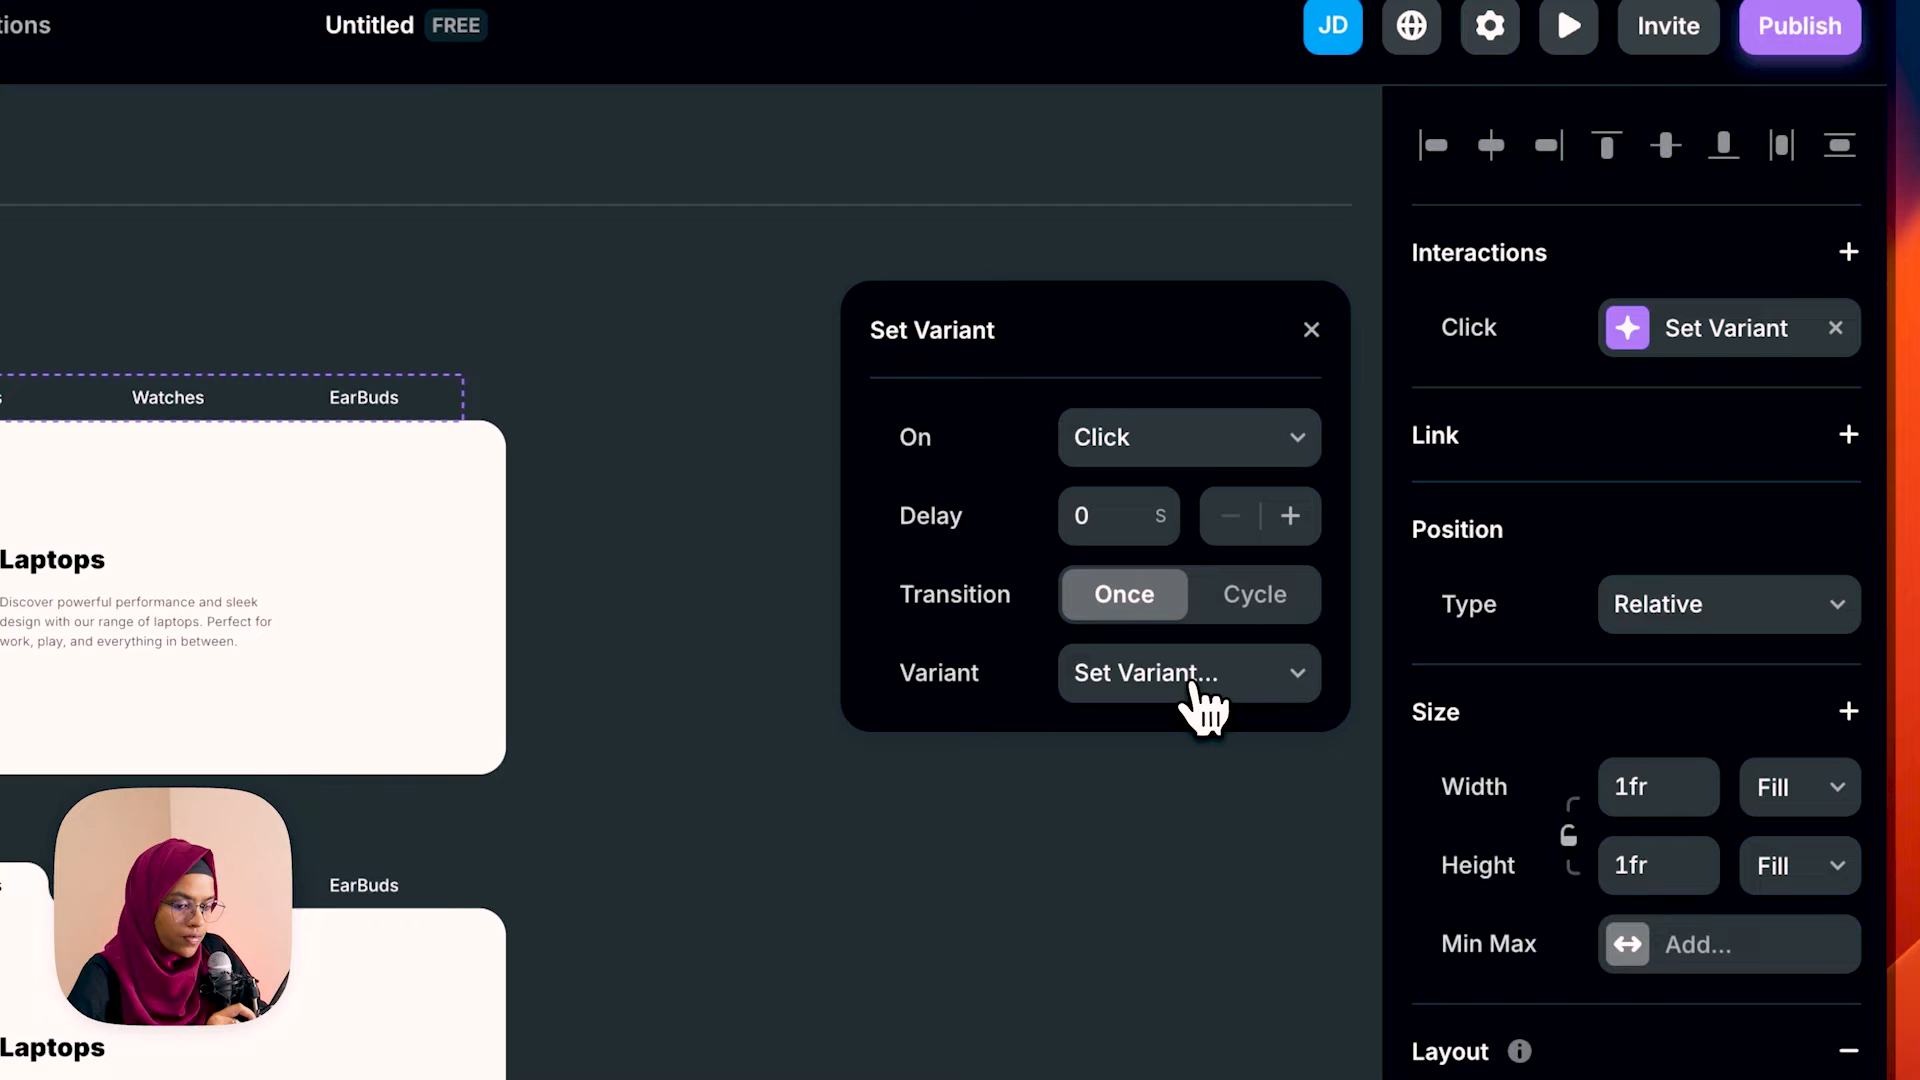 tions
Untitled
FREE
JD
Invite
Publish
Interactions
Click
Set Variant
Link
Position
Type
Relative
Size
Width
1fr
Fill
Height
1fr
Fill
Min Max
Add...
Layout
Set Variant
On
Click
Delay
0
S
Transition
Once
Cycle
Variant
Set Variant...
s
Watches
EarBuds
Laptops
Discover powerful performance and sleek
design with our range of laptops. Perfect for
work, play, and everything in between.
s
EarBuds
Laptops